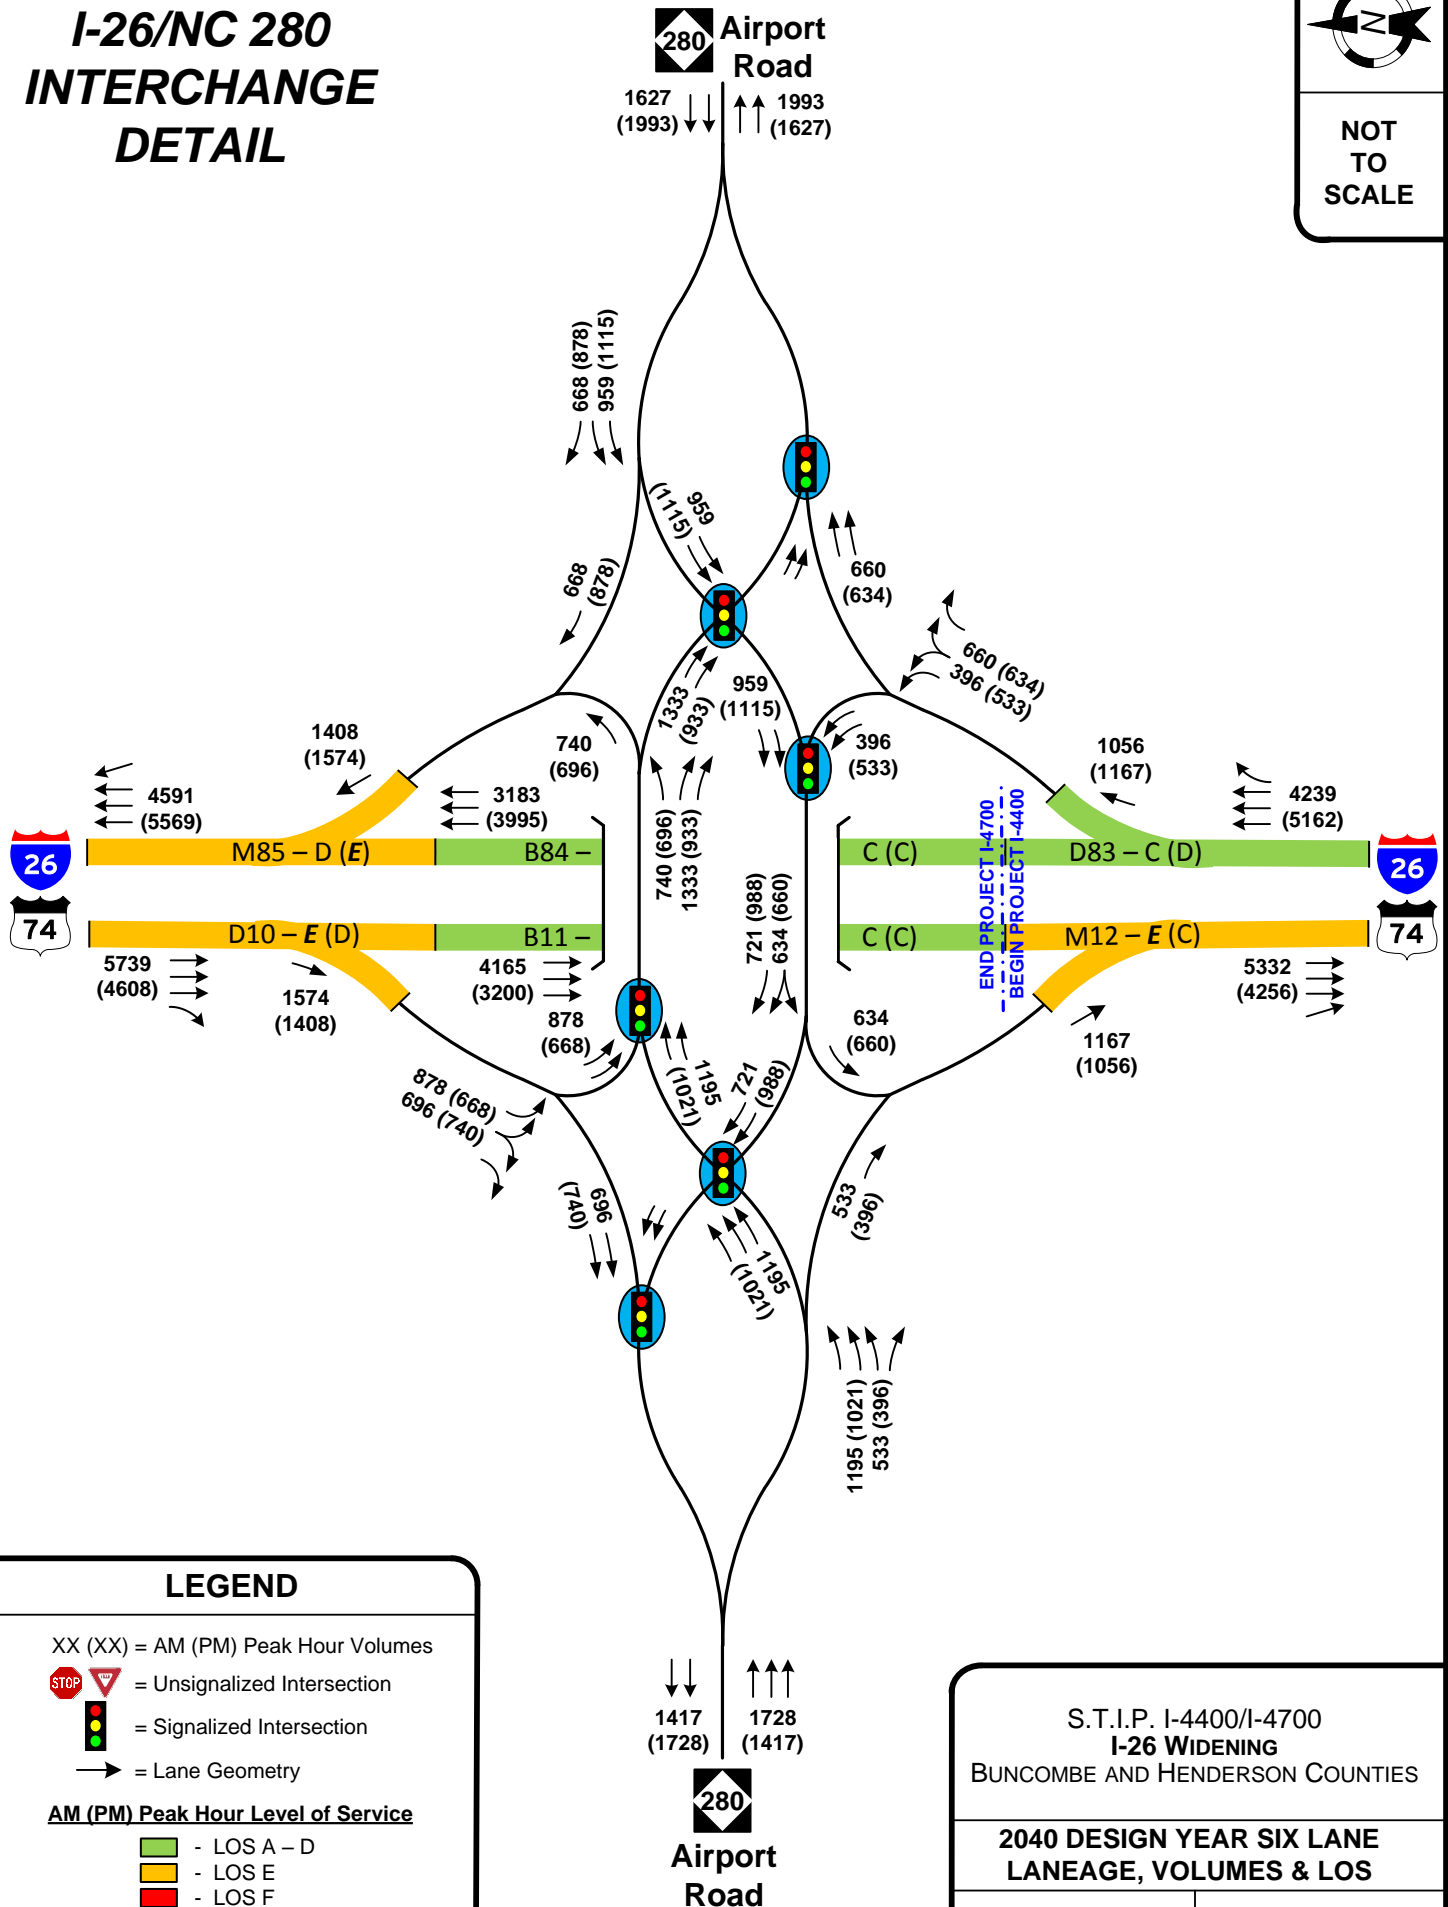 I-26/NC 280
INTERCHANGE
DETAIL
280
Airport
Road
1627
(1993)
1993
(1627)
N
NOT
TO
SCALE
668 (878)
959 (1115)
959
(1115)
668
(878)
660
(634)
660 (634)
396 (533)
1333
(933)
959
(1115)
396
(533)
740
(696)
1408
(1574)
1056
(1167)
4591
(5569)
3183
(3995)
4239
(5162)
740 (696)
1333 (933)
721 (988)
634 (660)
26
M85 – D (E)
B84 –
C (C)
D83 – C (D)
26
END PROJECT I-4700
BEGIN PROJECT I-4400
74
D10 – E (D)
B11 –
C (C)
M12 – E (C)
74
5739
(4608)
1574
(1408)
4165
(3200)
5332
(4256)
878
(668)
634
(660)
1167
(1056)
1195
(1021)
721
(988)
878 (668)
696 (740)
696
(740)
533
(396)
1195
(1021)
1195 (1021)
533 (396)
1417
(1728)
1728
(1417)
280
Airport
Road
LEGEND
XX (XX) = AM (PM) Peak Hour Volumes
STOP = Unsignalized Intersection
= Signalized Intersection
= Lane Geometry
AM (PM) Peak Hour Level of Service
- LOS A – D
- LOS E
- LOS F
S.T.I.P. I-4400/I-4700
I-26 WIDENING
BUNCOMBE AND HENDERSON COUNTIES
2040 DESIGN YEAR SIX LANE
LANEAGE, VOLUMES & LOS